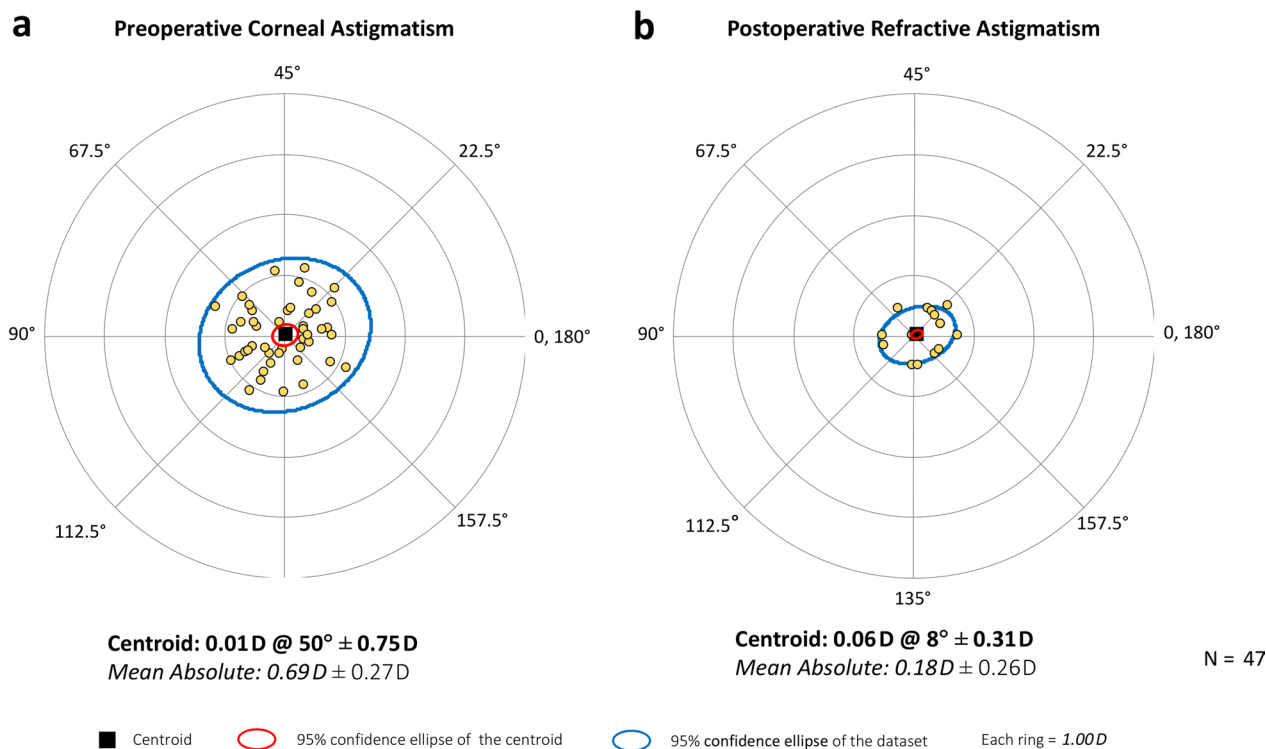 a
Preoperative Corneal Astigmatism
45°
67.5°
22.5°
90°
0, 180°
112.5°
157.5°
Centroid: 0.01 D @ 50° ± 0.75 D
Mean Absolute: 0.69 D ± 0.27 D
b
Postoperative Refractive Astigmatism
45°
67.5°
22.5°
90°
0, 180°
112.5°
157.5°
135°
Centroid: 0.06 D @ 8° ± 0.31 D
Mean Absolute: 0.18 D ± 0.26 D
N = 47
Centroid
95% confidence ellipse of the centroid
95% confidence ellipse of the dataset
Each ring = 1.00 D